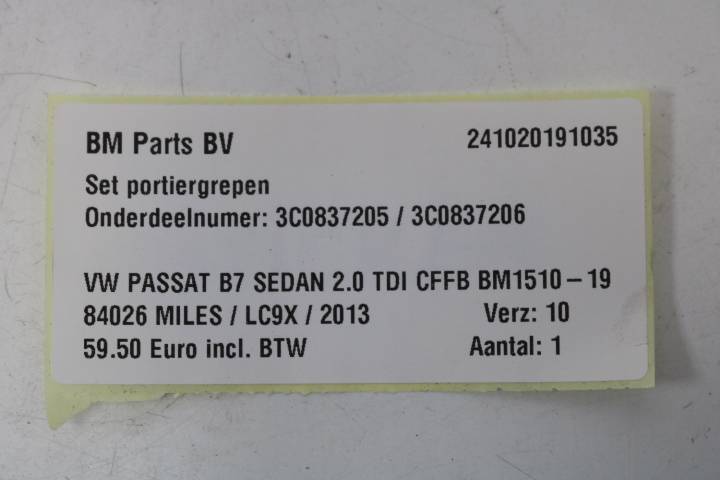 BM Parts BV 241020191035
Set portiergrepen
Onderdeelnumer: 3C0837205 / 3C0837206
VW PASSAT B7 SEDAN 2.0 TDI CFFB BM1510-19
84026 MILES / LC9X / 2013 Verz: 10
59.50 Euro incl. BTW Aantal: 1